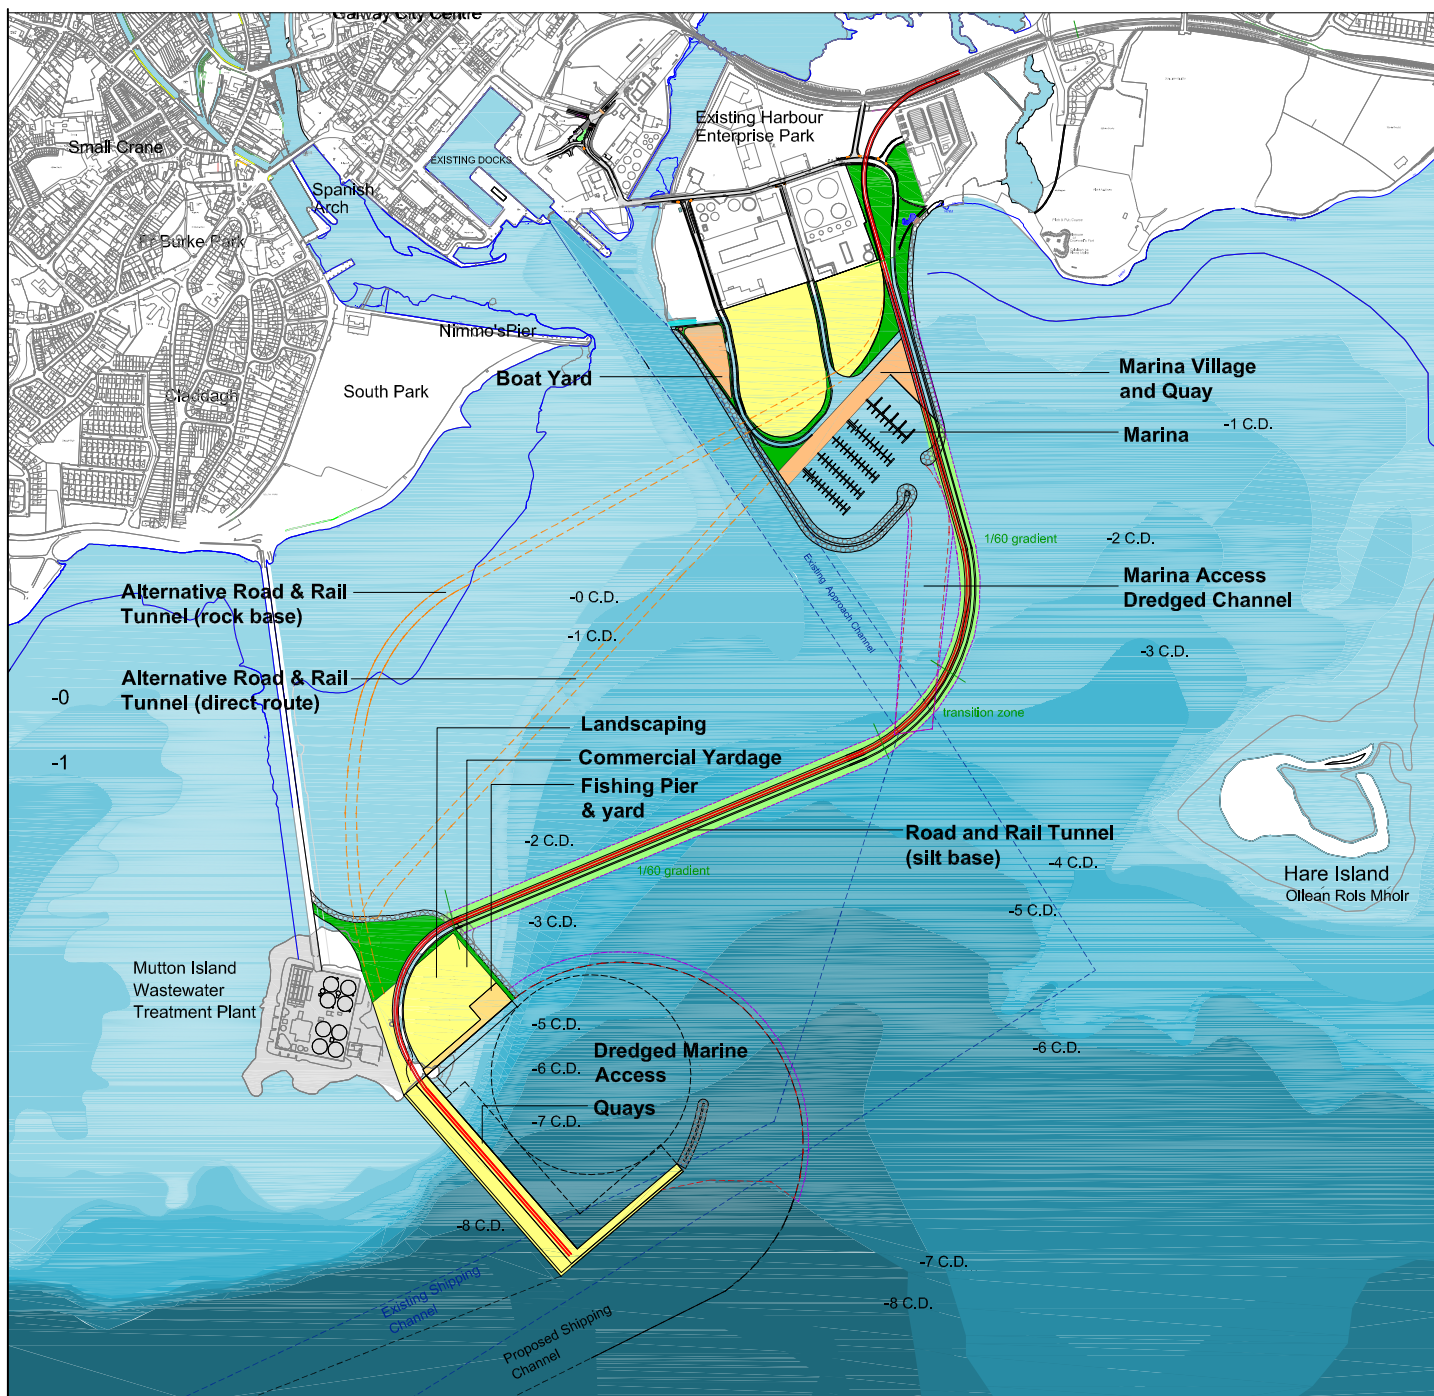 Galway City Centre
Existing Harbour
Enterprise Park
Small Crane
EXISTING DOCKS
Spanish
Arch
Fr Burke Park
Nimmo'sPier
Boat Yard
Marina Village
and Quay
South Park
Claddagh
Marina
-1 C.D.
1/60 gradient
-2 C.D.
Existing Approach Channel
Marina Access
Dredged Channel
Alternative Road & Rail
Tunnel (rock base)
-0 C.D.
-1 C.D.
-3 C.D.
Alternative Road & Rail
Tunnel (direct route)
-0
transition zone
Landscaping
Commercial Yardage
-1
Fishing Pier
& yard
Road and Rail Tunnel
(silt base)
-2 C.D.
-4 C.D.
1/60 gradient
Hare Island
Oilean Rols Mholr
-5 C.D.
-3 C.D.
Mutton Island
Wastewater
Treatment Plant
-5 C.D.
Dredged Marine
Access
-6 C.D.
-6 C.D.
Quays
-7 C.D.
-8 C.D.
-7 C.D.
Existing Shipping
Channel
-8 C.D.
Proposed Shipping
Channel